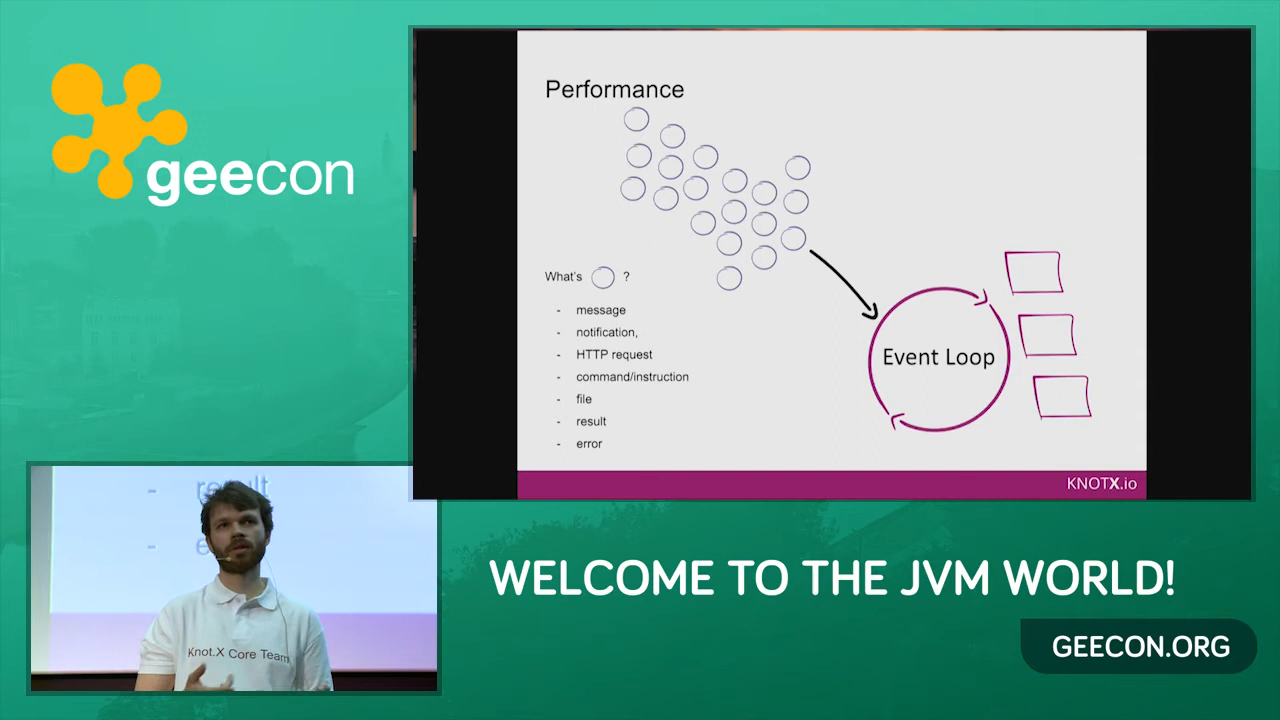 geecon
Performance
What's ?
- message
- notification,
- HTTP request
- command/instruction
- file
- result
- error
Event Loop
KNOTX.io
- result
- e
Knot.X Core Team
WELCOME TO THE JVM WORLD!
GEECON.ORG